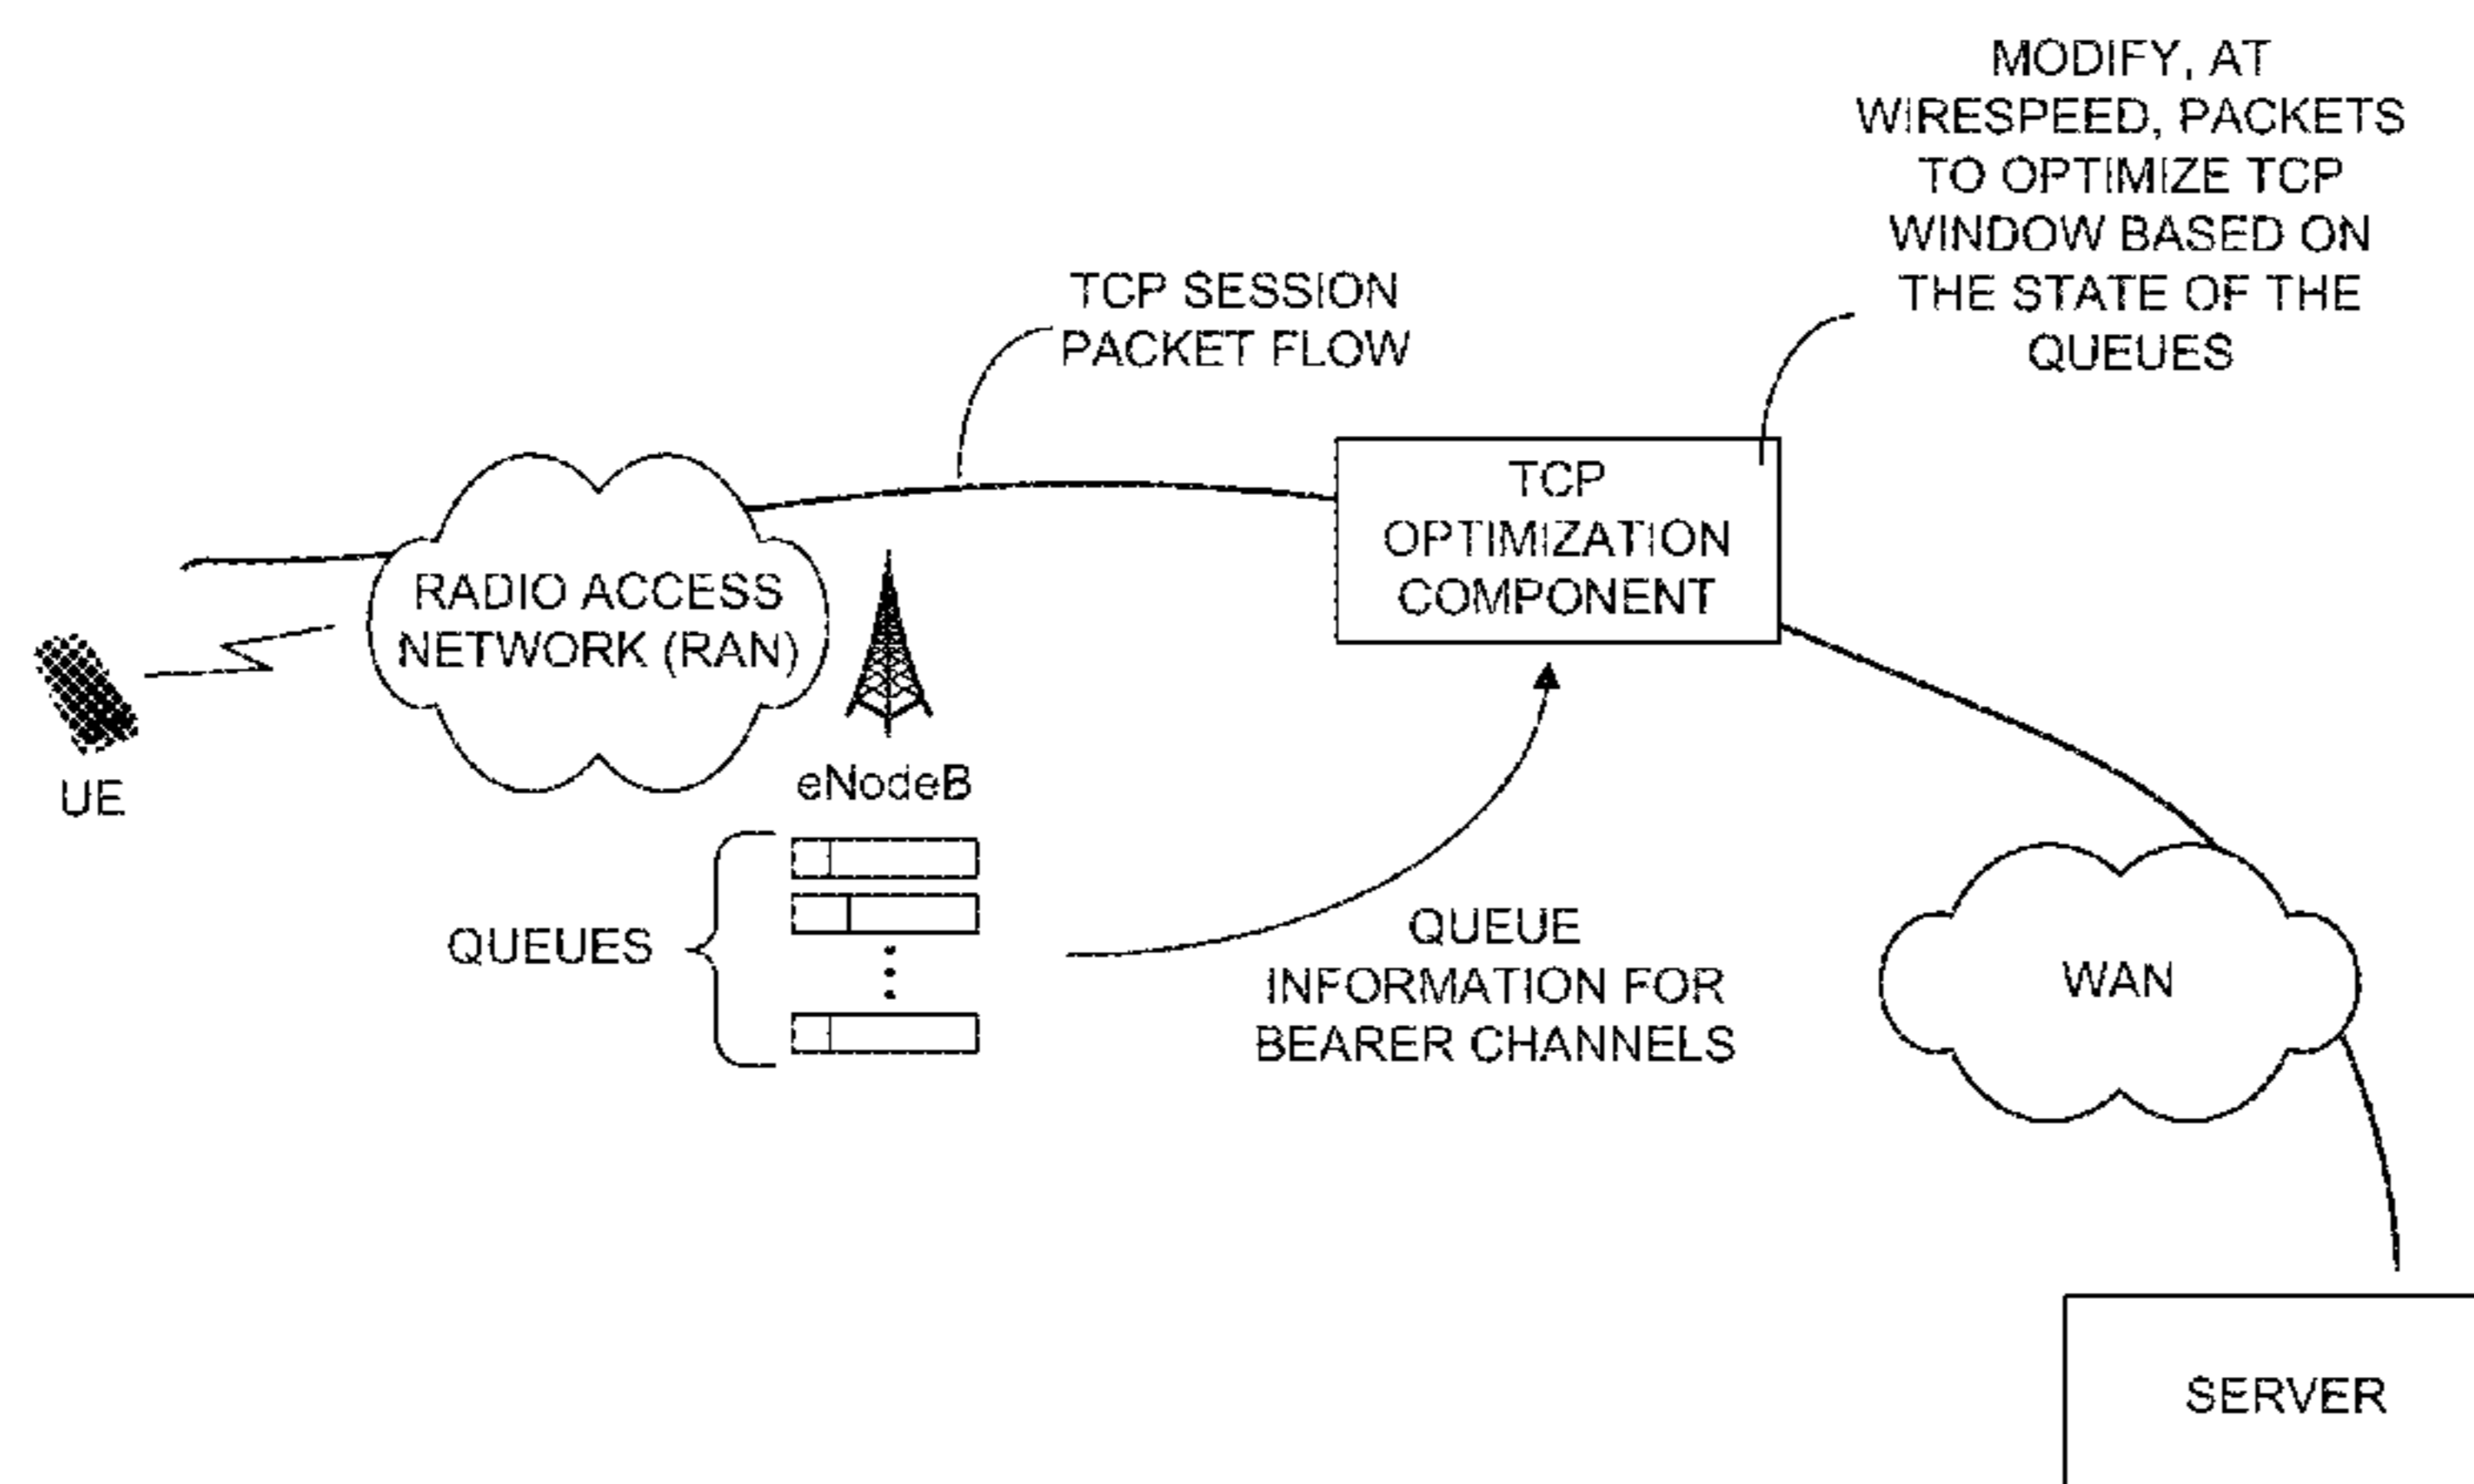 MODIFY, AT
WIRESPEED, PACKETS
TO OPTIMIZE TCP
WINDOW BASED ON
THE STATE OF THE
QUEUES
TCP SESSION
PACKET FLOW
TCP
OPTIMIZATION
COMPONENT
RADIO ACCESS
NETWORK (RAN)
UE
eNodeB
QUEUES
QUEUE
INFORMATION FOR
BEARER CHANNELS
WAN
SERVER